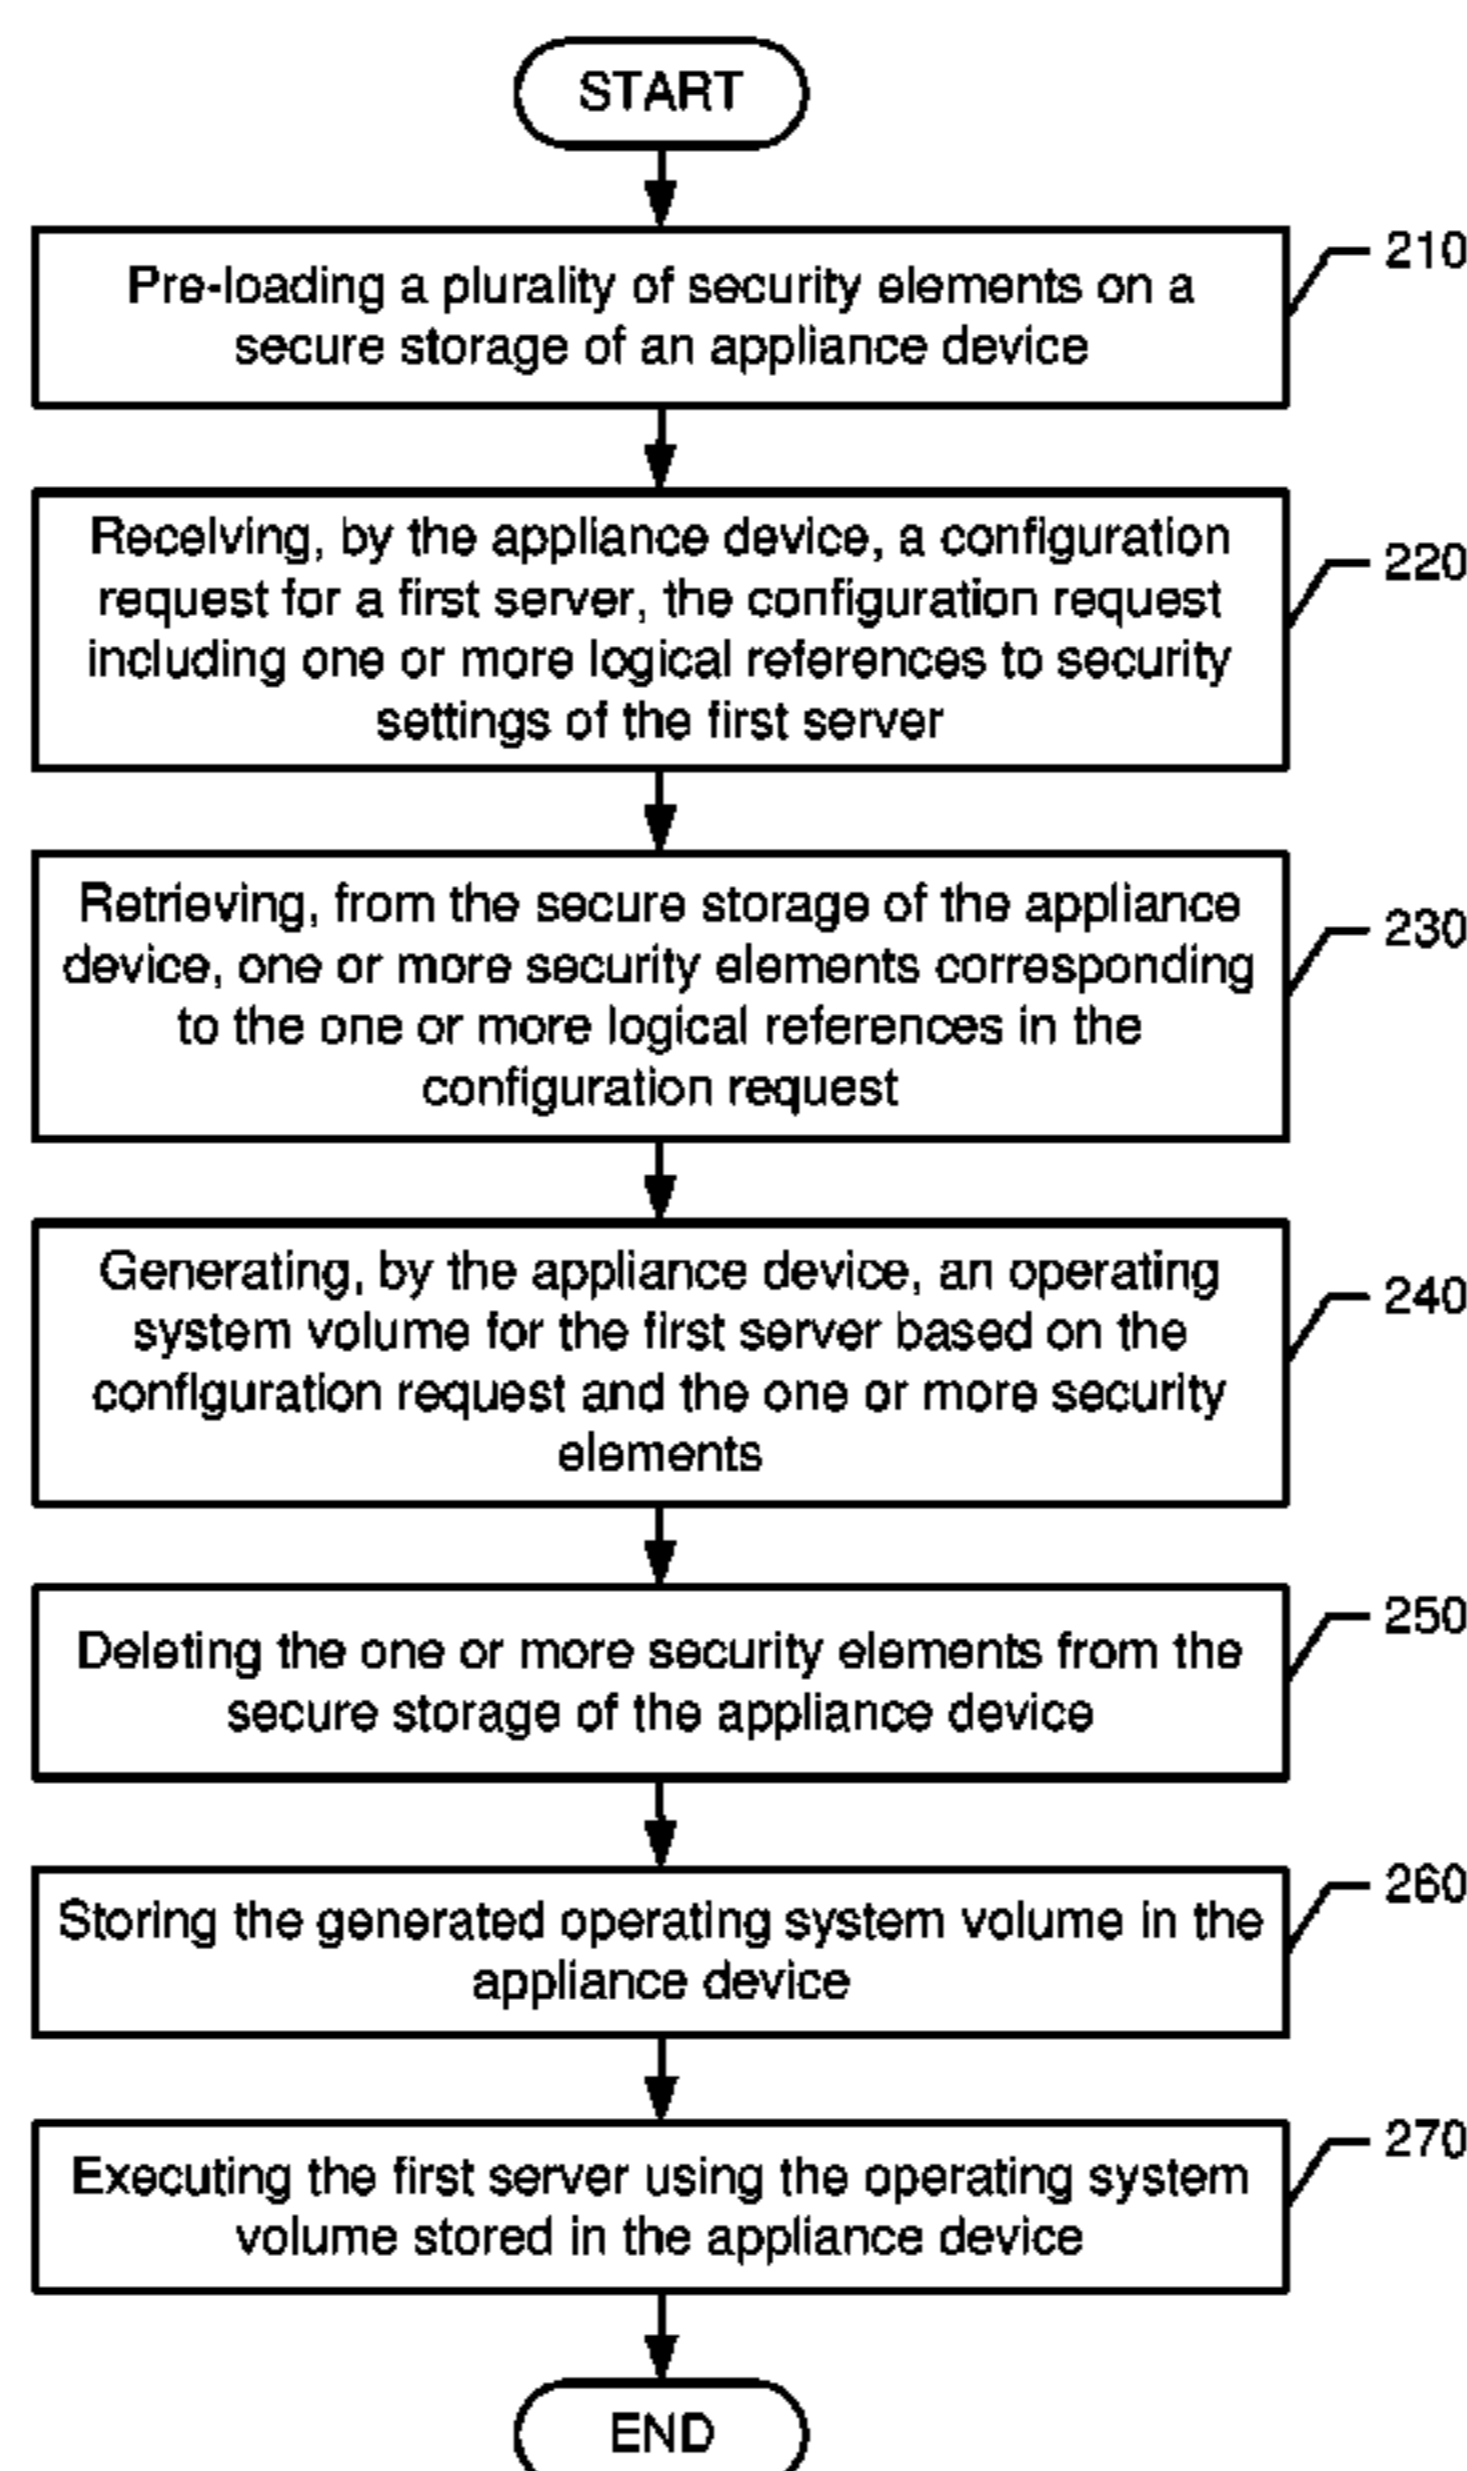 START
210
Pre-loading a plurality of security elements on a
secure storage of an appliance device
220
Receiving, by the appliance device, a configuration
request for a first server, the configuration request
including one or more logical references to security
settings of the first server
230
Retrieving, from the secure storage of the appliance
device, one or more security elements corresponding
to the one or more logical references in the
configuration request
240
Generating, by the appliance device, an operating
system volume for the first server based on the
configuration request and the one or more security
elements
250
Deleting the one or more security elements from the
secure storage of the appliance device
260
Storing the generated operating system volume in the
appliance device
270
Executing the first server using the operating system
volume stored in the appliance device
END